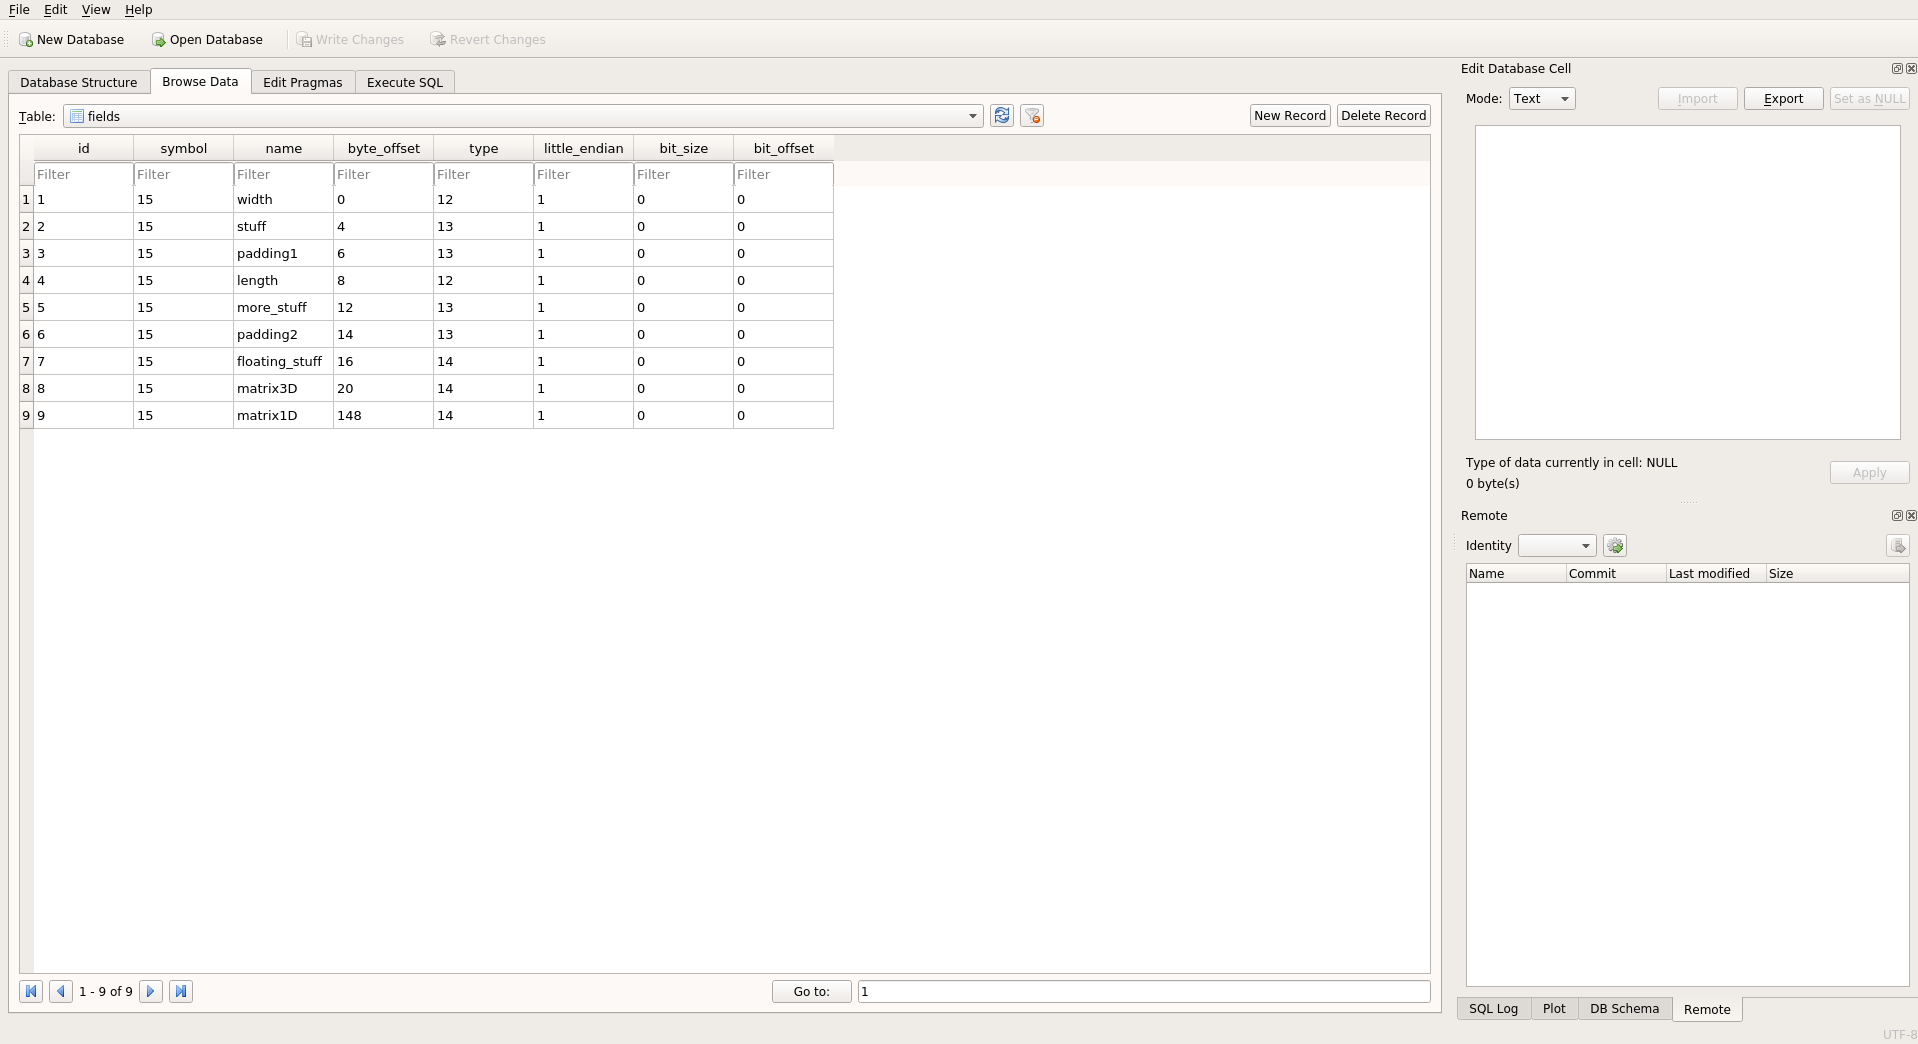 File Edit View Help
New Database Open Database Write Changes Revert Changes
Database Structure Browse Data Edit Pragmas Execute SQL
Table: fields New Record Delete Record
id symbol name byte_offset type little_endian bit_size bit_offset
Filter Filter Filter Filter Filter Filter Filter Filter
1 1 15 width 0 12 1 0 0
2 2 15 stuff 4 13 1 0 0
3 3 15 padding1 6 13 1 0 0
4 4 15 length 8 12 1 0 0
5 5 15 more_stuff 12 13 1 0 0
6 6 15 padding2 14 13 1 0 0
7 7 15 floating_stuff 16 14 1 0 0
8 8 15 matrix3D 20 14 1 0 0
9 9 15 matrix1D 148 14 1 0 0
1 - 9 of 9 Go to: 1
Edit Database Cell
Mode: Text Import Export Set as NULL
Type of data currently in cell: NULL
0 byte(s)
Apply
Remote
Identity
Name Commit Last modified Size
SQL Log Plot DB Schema Remote
UTF-8